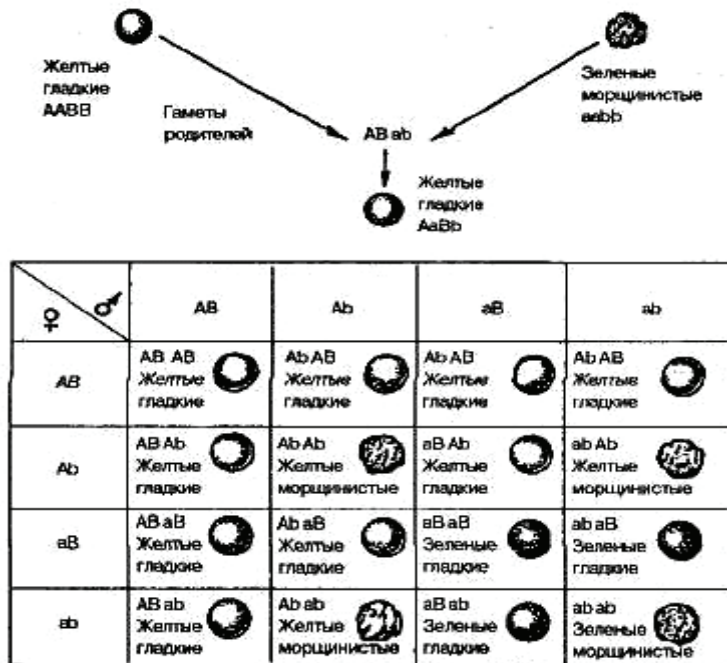 Желтые
гладкие
AABB
Гаметы
родителей
Зеленые
морщинистые
aabb
AB ab
Желтые
гладкие
AaBb
♀ ♂ AB Ab aB ab
AB
AB AB
Желтые
гладкие
Ab AB
Желтые
гладкие
Ab AB
Желтые
гладкие
Ab AB
Желтые
гладкие
Ab
AB Ab
Желтые
гладкие
Ab Ab
Желтые
морщинистые
aB Ab
Желтые
гладкие
ab Ab
Желтые
морщинистые
aB
AB aB
Желтые
гладкие
Ab aB
Желтые
гладкие
aB aB
Зеленые
гладкие
ab aB
Зеленые
гладкие
ab
AB ab
Желтые
гладкие
Ab ab
Желтые
морщинистые
aB ab
Зеленые
гладкие
ab ab
Зеленые
морщинистые